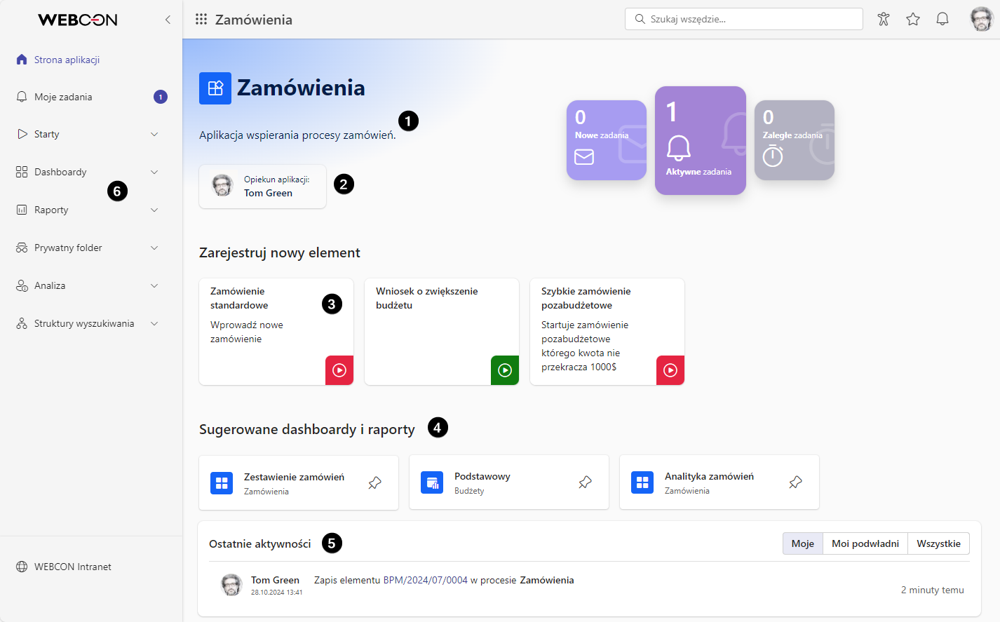 WEBCON
Zamówienia
Szukaj wszędzie...
Strona aplikacji
Moje zadania
1
Starty
Dashboardy
6
Raporty
Prywatny folder
Analiza
Struktury wyszukiwania
WEBCON Intranet
Zamówienia
1
Aplikacja wspierania procesy zamówień.
Opiekun aplikacji:
Tom Green
2
0
Nowe zadania
1
Aktywne zadania
0
Zaległe zadania
Zarejestruj nowy element
Zamówienie
standardowe
3
Wprowadź nowe
zamówienie
Wniosek o zwiększenie
budżetu
Szybkie zamówienie
pozabudżetowe
Startuje zamówienie
pozabudżetowe
którego kwota nie
przekracza 1000$
Sugerowane dashboardy i raporty
4
Zestawienie zamówień
Zamówienia
Podstawowy
Budżety
Analityka zamówień
Zamówienia
Ostatnie aktywności
5
Moje
Moi podwładni
Wszystkie
Tom Green
28.10.2024 13:41
Zapis elementu BPM/2024/07/0004 w procesie Zamówienia
2 minuty temu